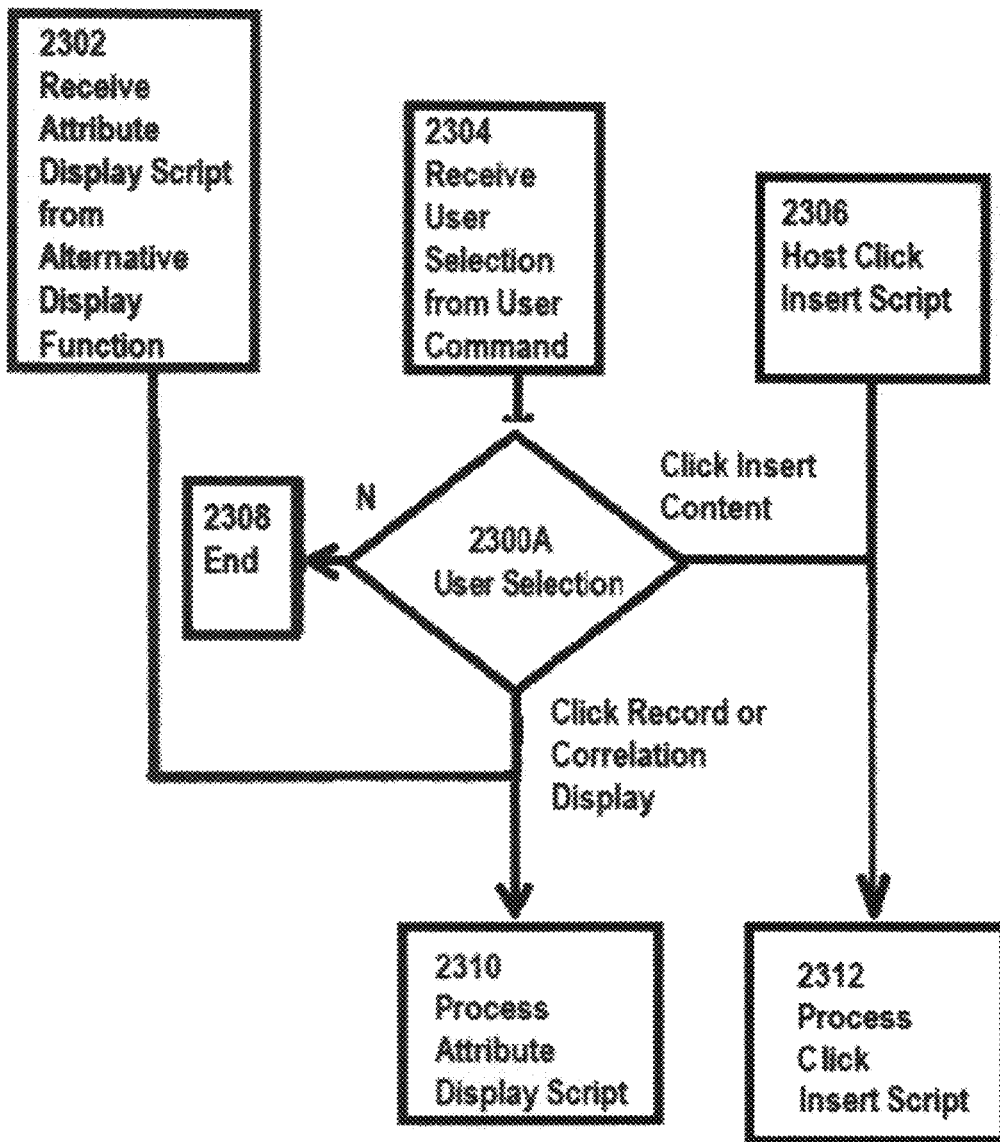 2302
Receive
Attribute
Display Script
from
Alternative
Display
Function
2304
Receive
User
Selection
from User
Command
2306
Host Click
Insert Script
N
Click Insert
Content
2308
End
2300A
User Selection
Click Record or
Correlation
Display
2310
Process
Attribute
Display Script
2312
Process
Click
Insert Script